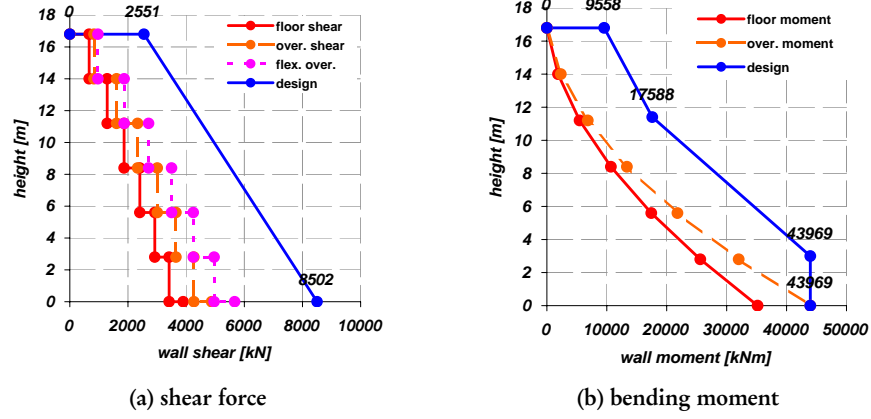 0 2551
18
16
14
12
10
8
6
4
2
0
height [m]
floor shear
over. shear
flex. over.
design
8502
0 2000 4000 6000 8000 10000
wall shear [kN]
(a) shear force
0 9558
18
16
14
12
10
8
6
4
2
0
height [m]
floor moment
over. moment
design
17588
43969
43969
0 10000 20000 30000 40000 50000
wall moment [kNm]
(b) bending moment